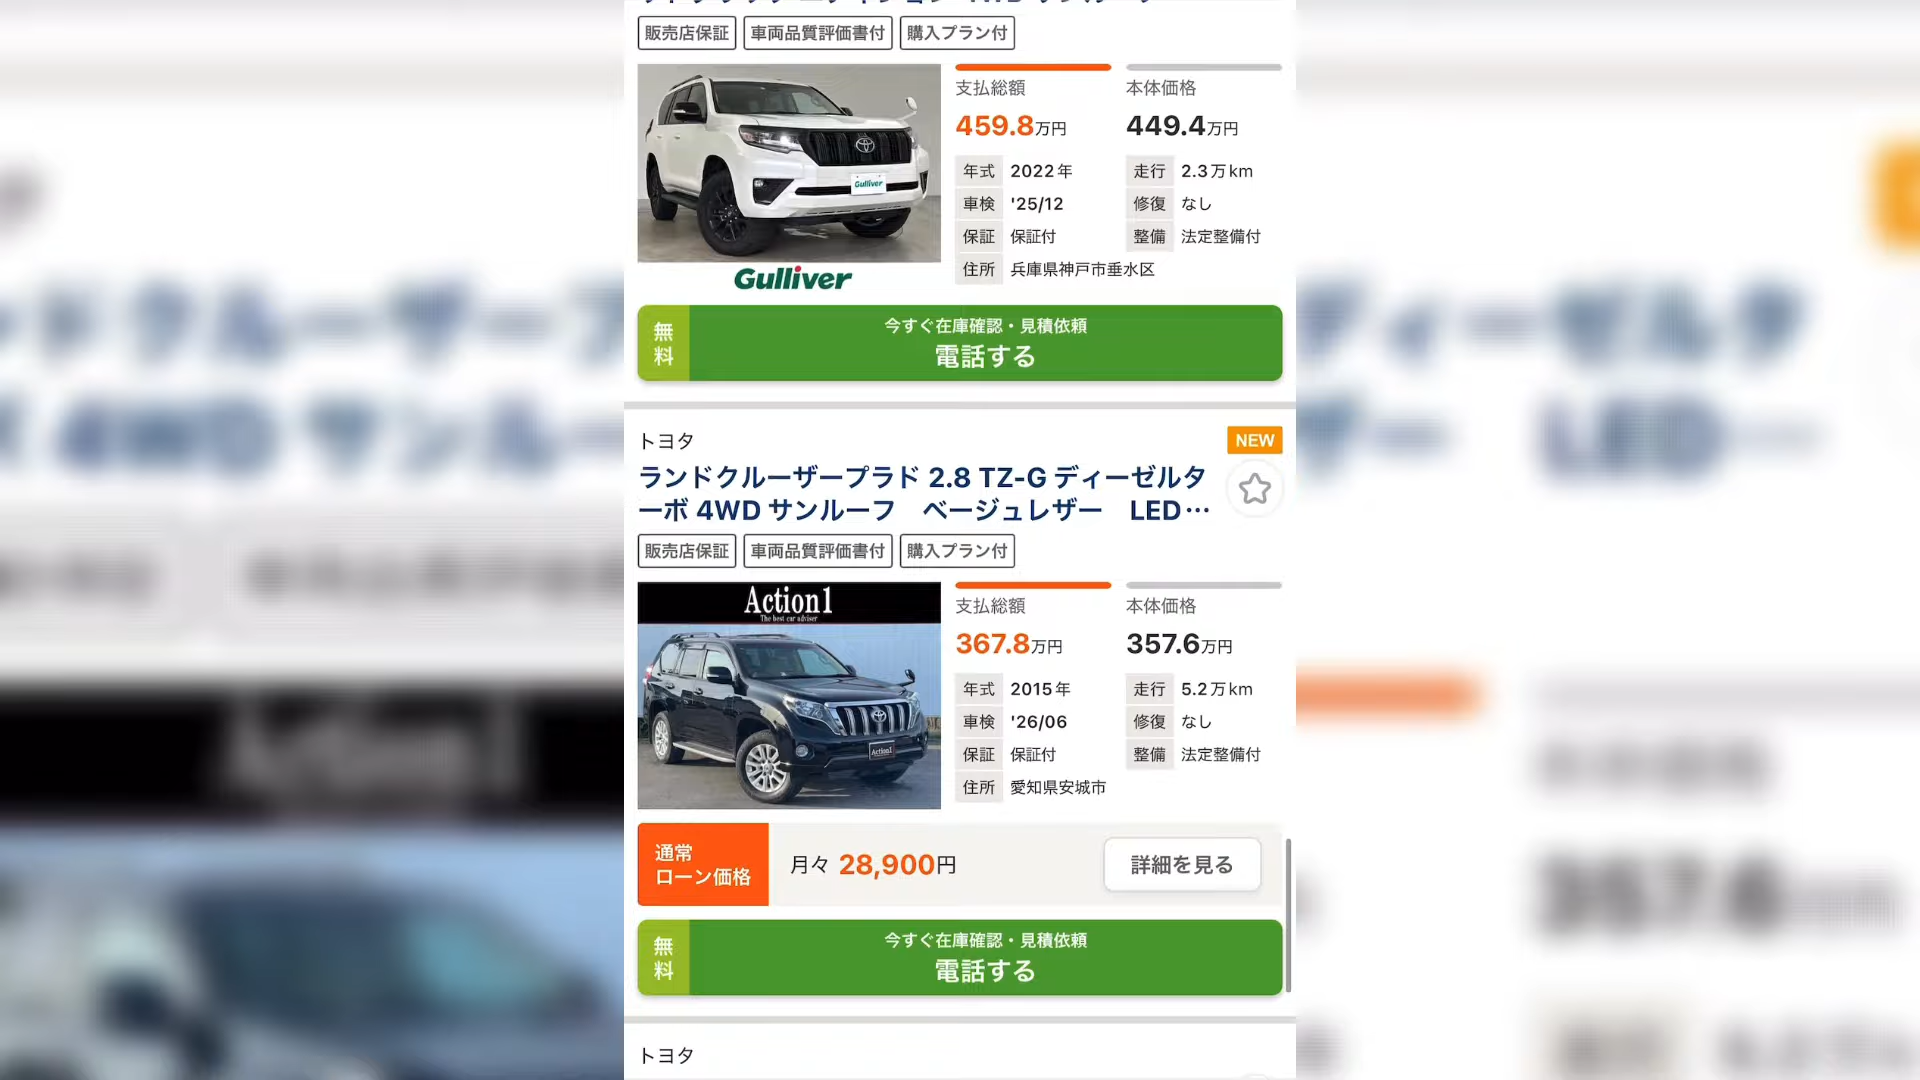 販売店保証 車両品質評価書付 購入プラン付
支払総額 本体価格
459.8万円 449.4万円
年式 2022年 走行 2.3万km
車検 '25/12 修復 なし
保証 保証付 整備 法定整備付
住所 兵庫県神戸市垂水区
Gulliver
Gulliver
無料
今すぐ在庫確認・見積依頼
電話する
トヨタ
NEW
ランドクルーザープラド 2.8 TZ-G ディーゼルタ
ーボ 4WD サンルーフ　ベージュレザー　LED…
販売店保証 車両品質評価書付 購入プラン付
Action1
The best car adviser
Action1
支払総額 本体価格
367.8万円 357.6万円
年式 2015年 走行 5.2万km
車検 '26/06 修復 なし
保証 保証付 整備 法定整備付
住所 愛知県安城市
通常
ローン価格
月々 28,900円
詳細を見る
無料
今すぐ在庫確認・見積依頼
電話する
トヨタ